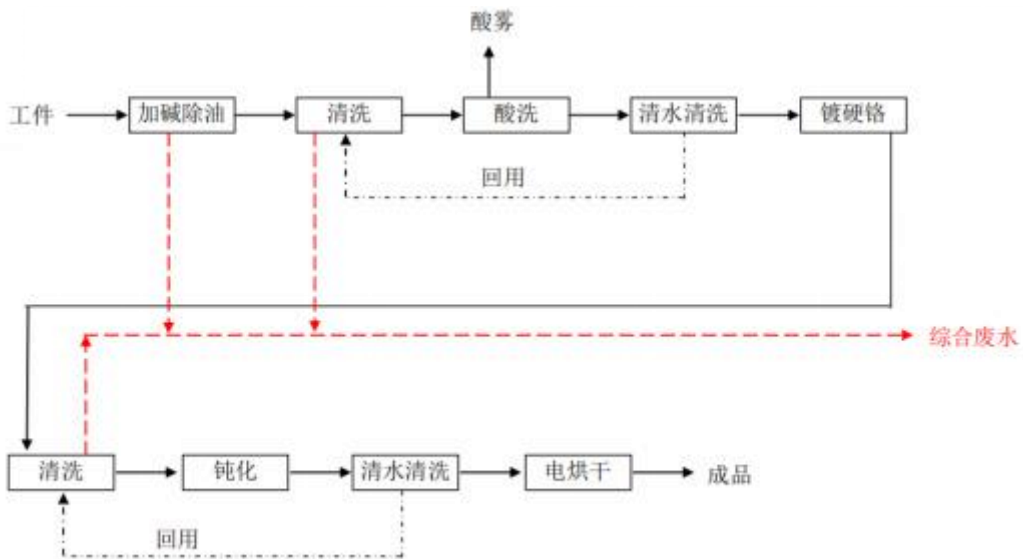 酸雾
工件
加碱除油
清洗
酸洗
清水清洗
镀硬铬
回用
综合废水
清洗
钝化
清水清洗
电烘干
成品
回用